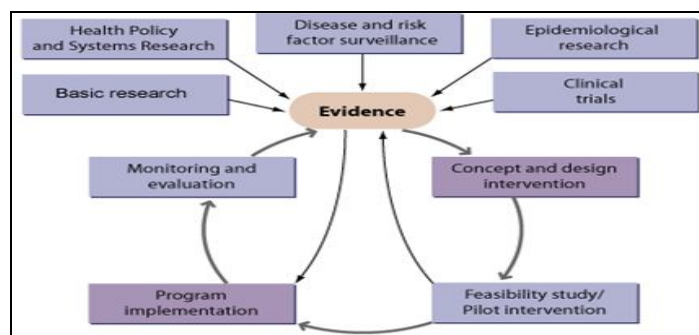 Health Policy
and Systems Research
Disease and risk
factor surveillance
Epidemiological
research
Basic research
Clinical
trials
Evidence
Monitoring and
evaluation
Concept and design
intervention
Program
implementation
Feasibility study/
Pilot intervention